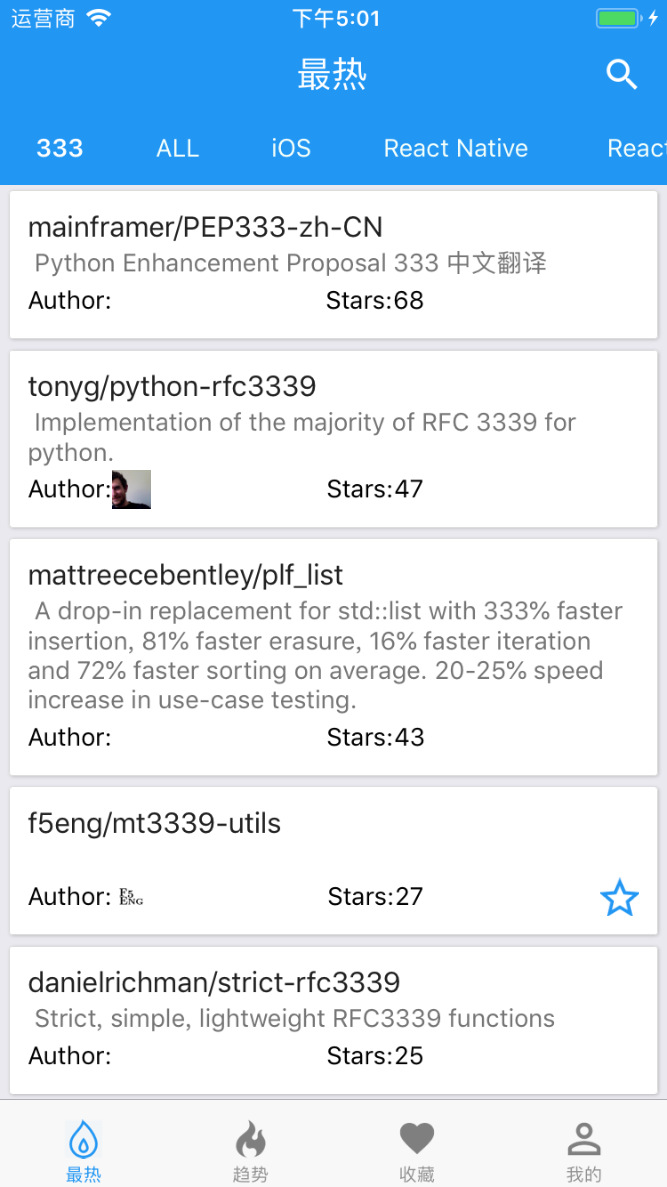 运营商 下午5:01
最热
333 ALL iOS React Native Reac
mainframer/PEP333-zh-CN
Python Enhancement Proposal 333 中文翻译
Author: Stars:68
tonyg/python-rfc3339
Implementation of the majority of RFC 3339 for
python.
Author: Stars:47
mattreecebentley/plf_list
A drop-in replacement for std::list with 333% faster
insertion, 81% faster erasure, 16% faster iteration
and 72% faster sorting on average. 20-25% speed
increase in use-case testing.
Author: Stars:43
f5eng/mt3339-utils
Author: F5 ENG Stars:27
danielrichman/strict-rfc3339
Strict, simple, lightweight RFC3339 functions
Author: Stars:25
最热 趋势 收藏 我的